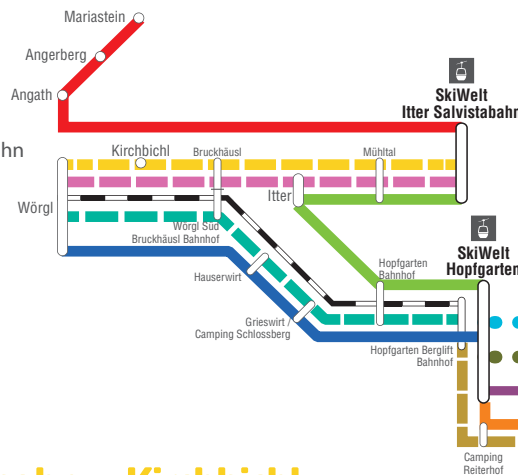 Mariastein
Angerberg
Angath
SkiWelt
Itter Salvistabahn
hn
Kirchbichl
Bruckhäusl
Mühltal
Wörgl
Itter
Wörgl Süd
Bruckhäusl Bahnhof
Hauserwirt
Hopfgarten
Bahnhof
SkiWelt
Hopfgarten
Grieswirt /
Camping Schlossberg
Hopfgarten Berglift
Bahnhof
Camping
Reiterhof